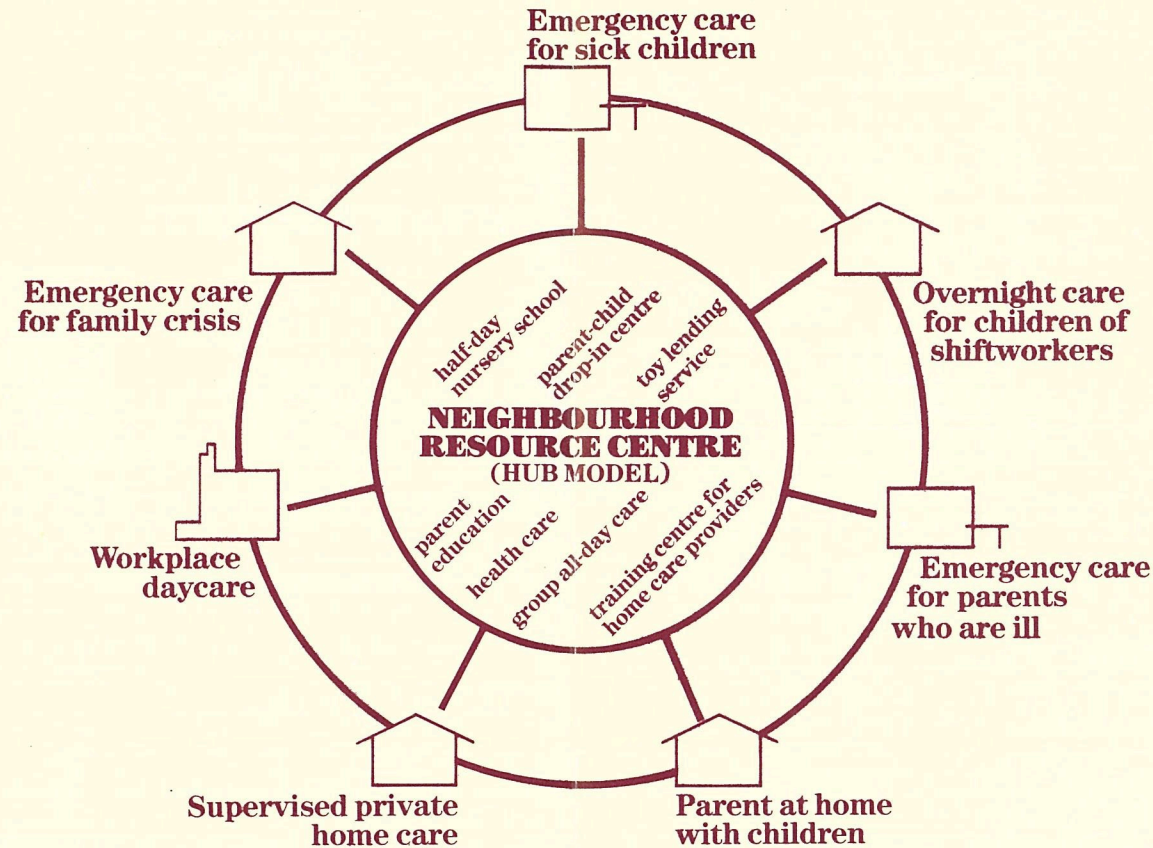 Emergency care
for sick children
Emergency care
for family crisis
Overnight care
for children of
shiftworkers
half-day
nursery school
parent-child
drop-in centre
toy lending
service
NEIGHBOURHOOD
RESOURCE CENTRE
(HUB MODEL)
parent
education
health care
group all-day care
training centre for
home care providers
Workplace
daycare
Emergency care
for parents
who are ill
Supervised private
home care
Parent at home
with children